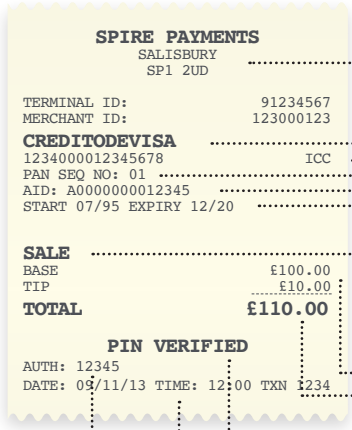 SPIRE PAYMENTS
SALISBURY
SP1 2UD
TERMINAL ID: 91234567
MERCHANT ID: 123000123
CREDITODEVISA
1234000012345678 ICC
PAN SEQ NO: 01
AID: A0000000012345
START 07/95 EXPIRY 12/20
SALE
BASE £100.00
TIP £10.00
TOTAL £110.00
PIN VERIFIED
AUTH: 12345
DATE: 09/11/13 TIME: 12:00 TXN 1234